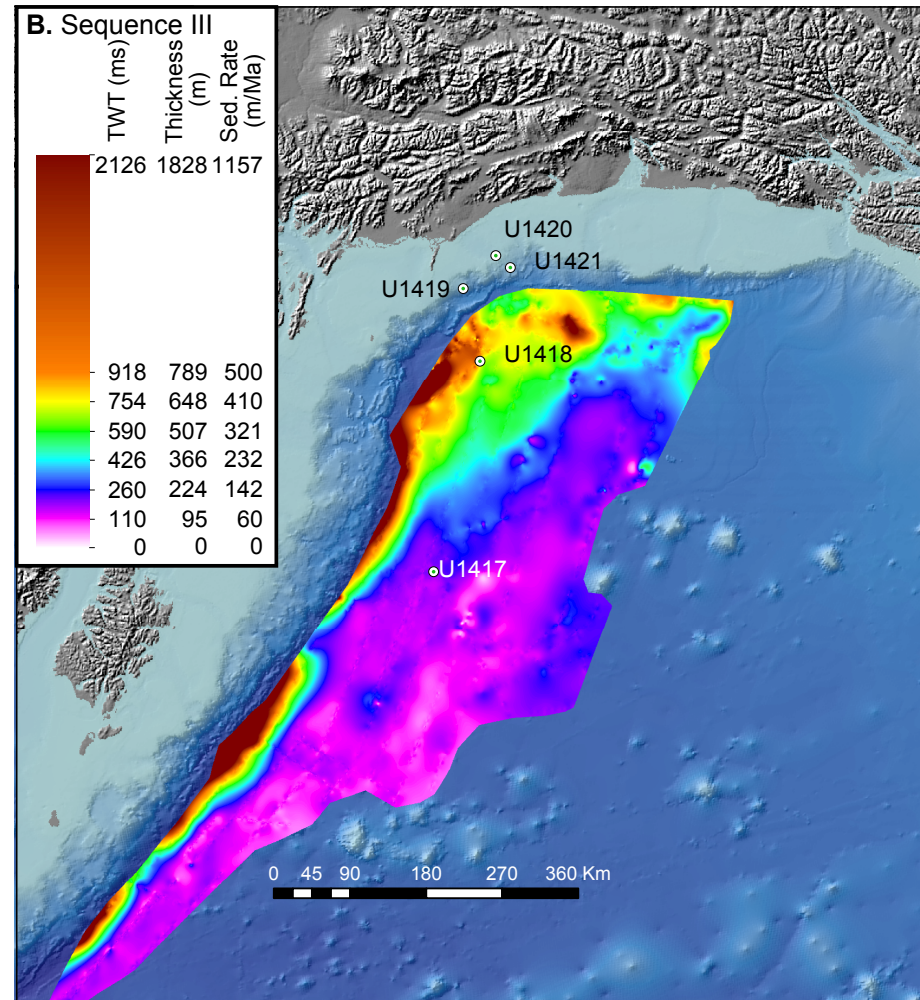 B. Sequence III
TWT (ms) Thickness (m) Sed. Rate (m/Ma)
2126 1828 1157
918 789 500
754 648 410
590 507 321
426 366 232
260 224 142
110 95 60
0 0 0
U1420
U1421
U1419
U1418
U1417
0 45 90 180 270 360 Km